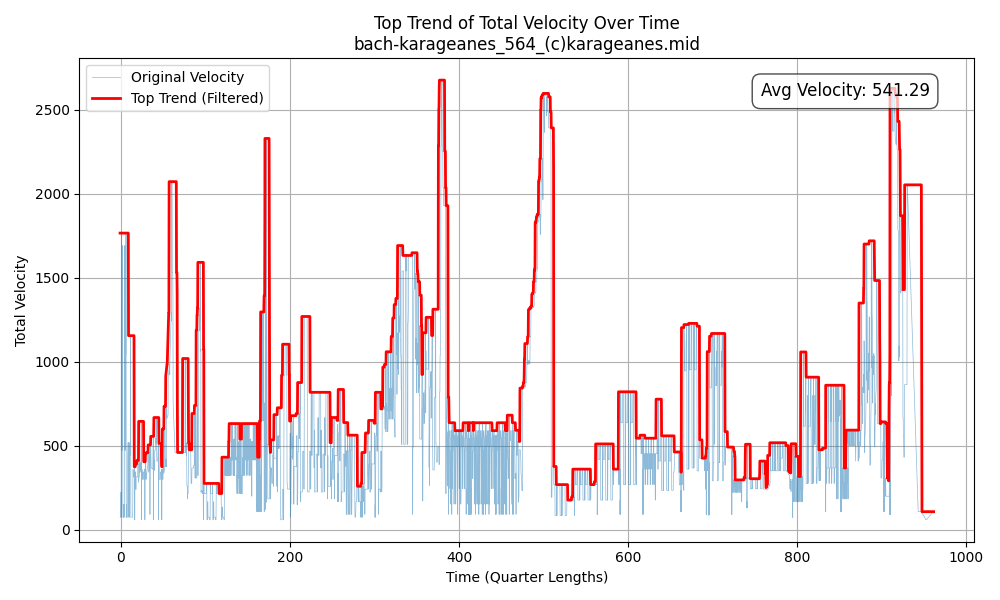 Top Trend of Total Velocity Over Time
bach-karageanes_564_(c)karageanes.mid
Original Velocity
Top Trend (Filtered)
Avg Velocity: 541.29
Total Velocity
2500
2000
1500
1000
500
0
0 200 400 600 800 1000
Time (Quarter Lengths)